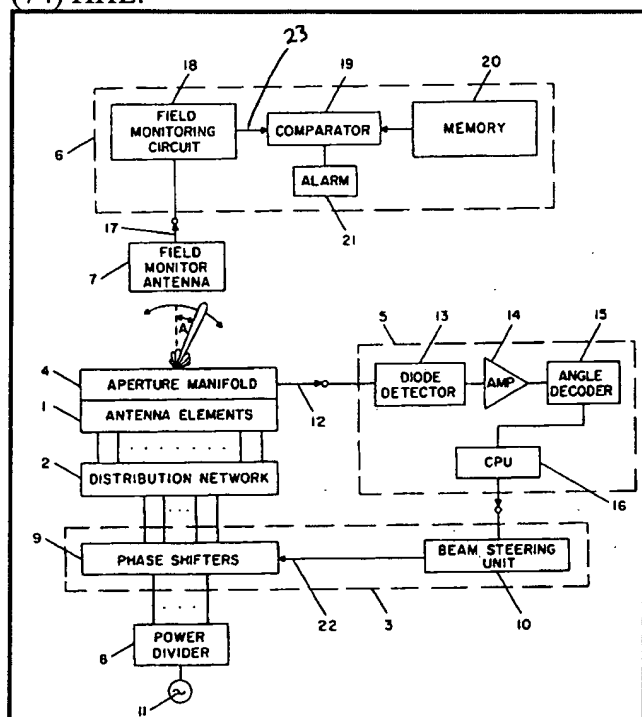 (74)
23
18
19
20
FIELD
MONITORING
CIRCUIT
COMPARATOR
MEMORY
6
ALARM
21
17
FIELD
MONITOR
ANTENNA
7
A
5
13
14
15
4
APERTURE MANIFOLD
12
DIODE
DETECTOR
AMP
ANGLE
DECODER
1
ANTENNA ELEMENTS
2
DISTRIBUTION NETWORK
CPU
16
9
PHASE SHIFTERS
22
BEAM STEERING
UNIT
3
10
8
POWER
DIVIDER
11